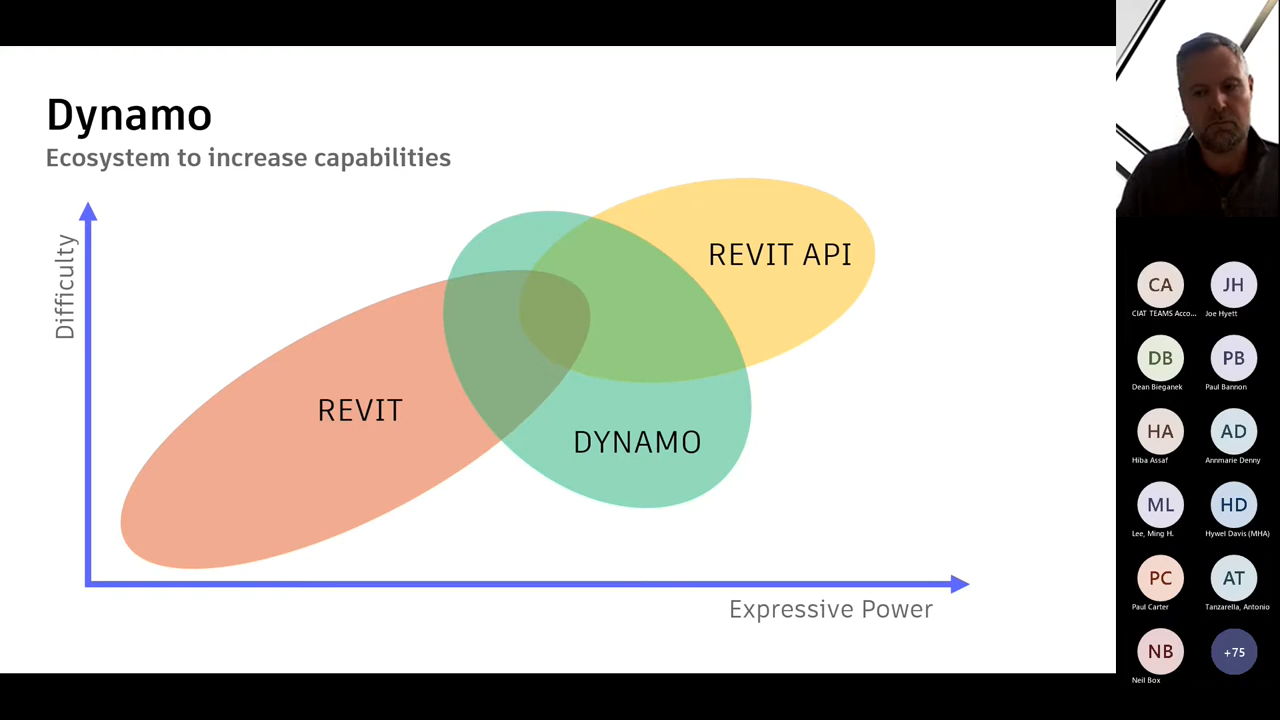 Dynamo
Ecosystem to increase capabilities
Difficulty
REVIT API
REVIT
DYNAMO
Expressive Power
CA
JH
CIAT TEAMS Acco...
Joe Hyett
DB
PB
Dean Bieganek
Paul Bannon
HA
AD
Hiba Assaf
Annmarie Denny
ML
HD
Lee, Ming H.
Hywel Davis (MHA)
PC
AT
Paul Carter
Tanzarella, Antonio
NB
+75
Neil Box